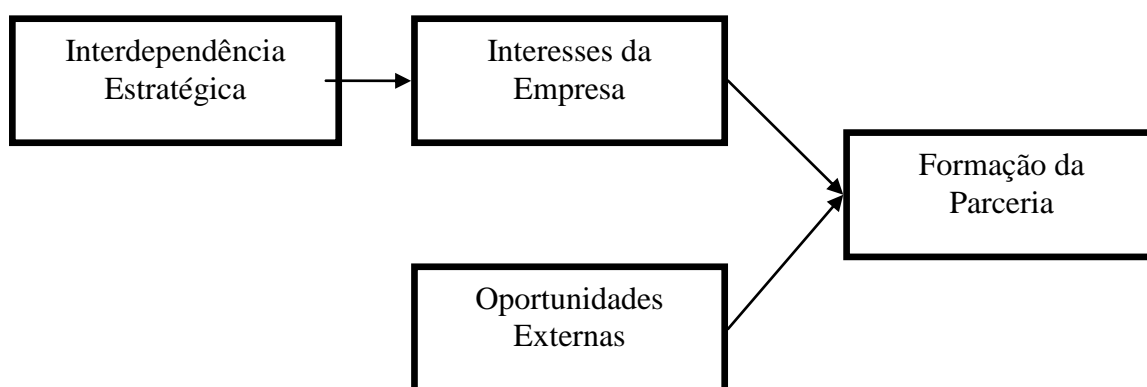 Interdependência
Estratégica
Interesses da
Empresa
Formação da
Parceria
Oportunidades
Externas